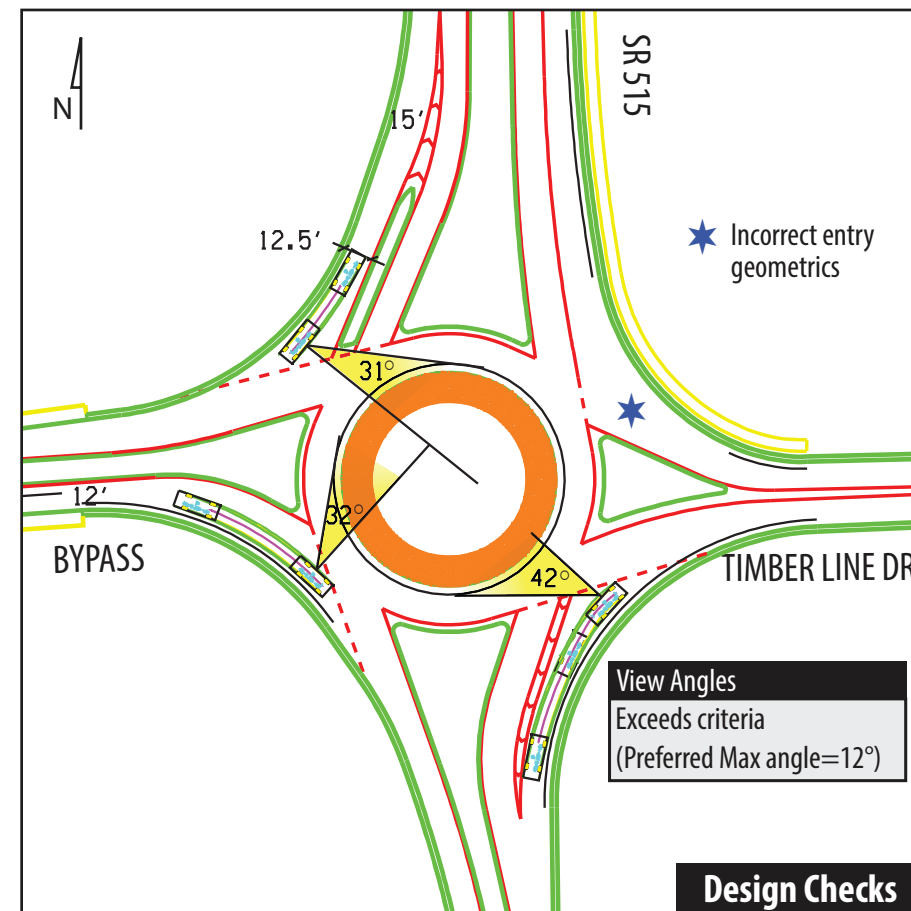 SR 515
N
15'
12.5'
Incorrect entry
geometrics
31°
12'
32°
BYPASS
42°
TIMBER LINE DR
View Angles
Exceeds criteria
(Preferred Max angle=12°)
Design Checks